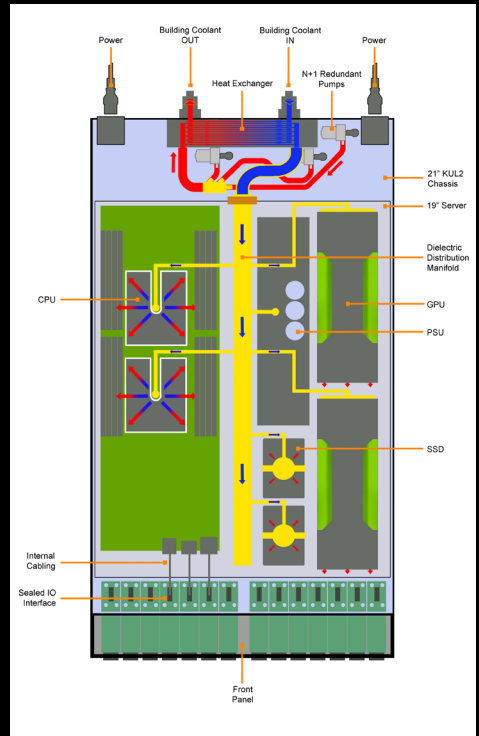 Building Coolant
OUT
Building Coolant
IN
Power
Power
Heat Exchanger
N+1 Redundant
Pumps
21" KUL2
Chassis
19" Server
Dielectric
Distribution
Manifold
CPU
GPU
PSU
SSD
Internal
Cabling
Sealed IO
Interface
Front
Panel